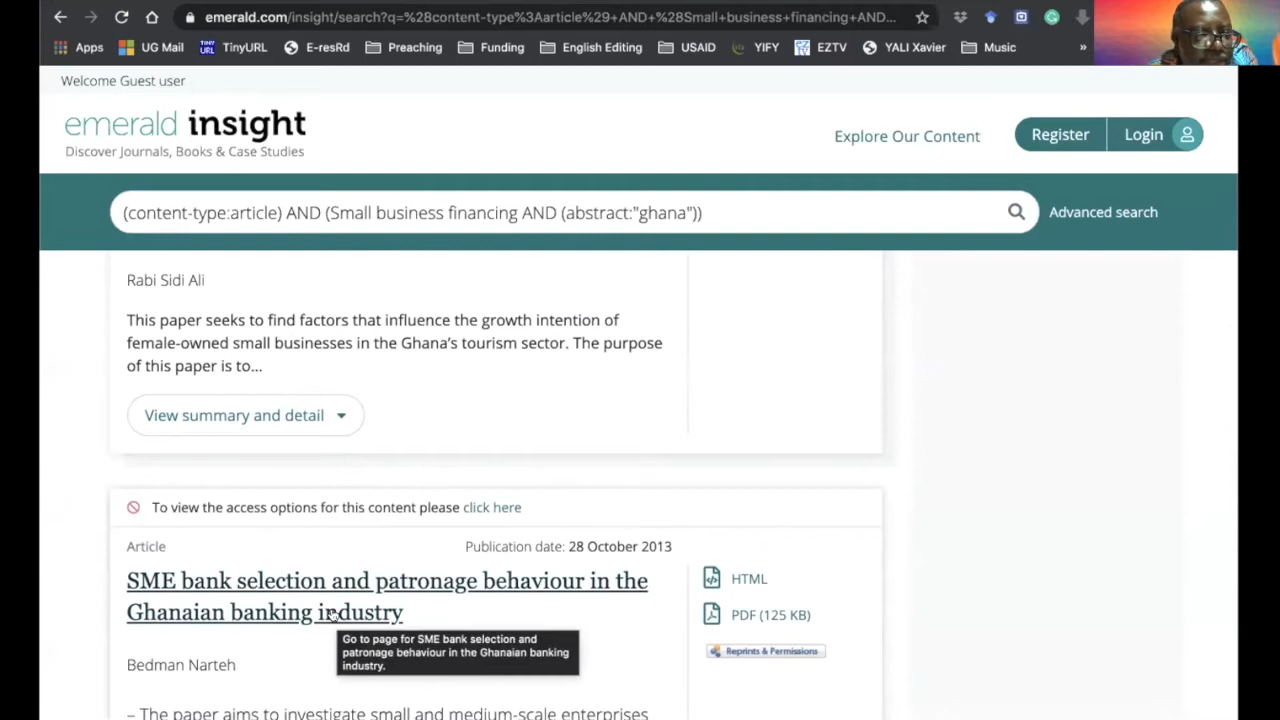 emerald.com/insight/search?q=%28content-type%3Aarticle%29+AND+%28Small+business+financing+AND...
Apps UG Mail TinyURL E-resRd Preaching Funding English Editing USAID YIFY EZTV YALI Xavier Music »
Welcome Guest user
emerald insight
Discover Journals, Books & Case Studies
Explore Our Content Register Login
(content-type:article) AND (Small business financing AND (abstract:"ghana")) Advanced search
Rabi Sidi Ali
This paper seeks to find factors that influence the growth intention of
female-owned small businesses in the Ghana's tourism sector. The purpose
of this paper is to...
View summary and detail
To view the access options for this content please click here
Article Publication date: 28 October 2013
SME bank selection and patronage behaviour in the
Ghanaian banking industry
HTML
PDF (125 KB)
Reprints & Permissions
Go to page for SME bank selection and
patronage behaviour in the Ghanaian banking
industry.
Bedman Narteh
– The paper aims to investigate small and medium-scale enterprises